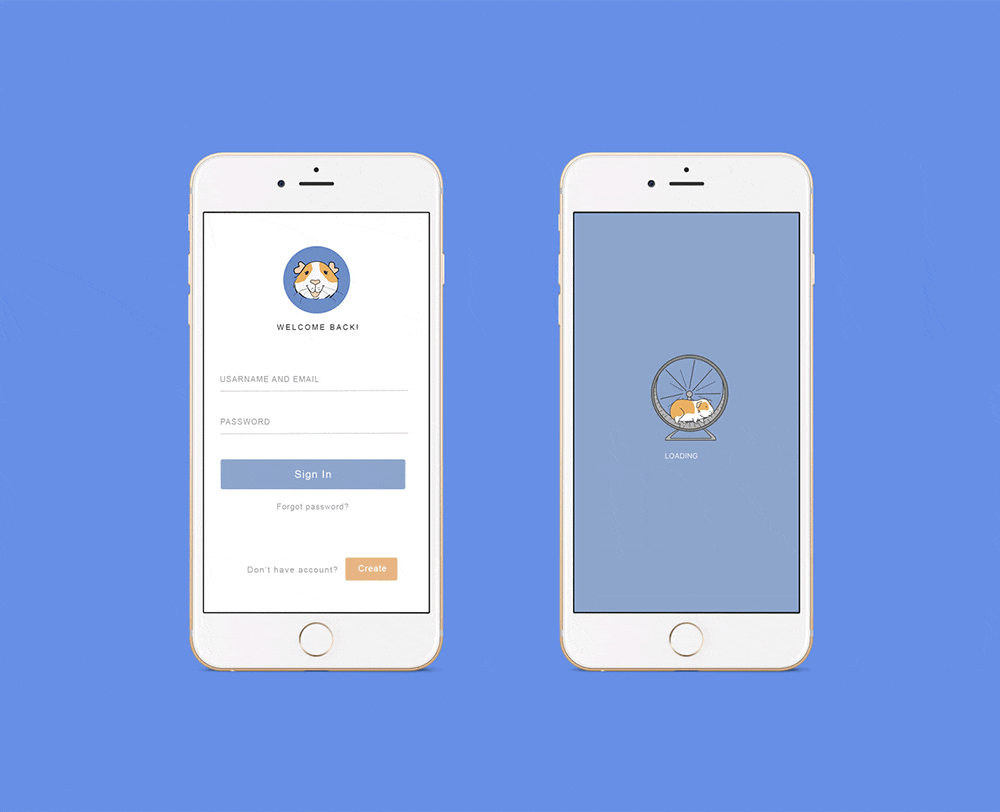 WELCOME BACK!
USARNAME AND EMAIL
PASSWORD
Sign In
Forgot password?
Don't have account? Create
LOADING